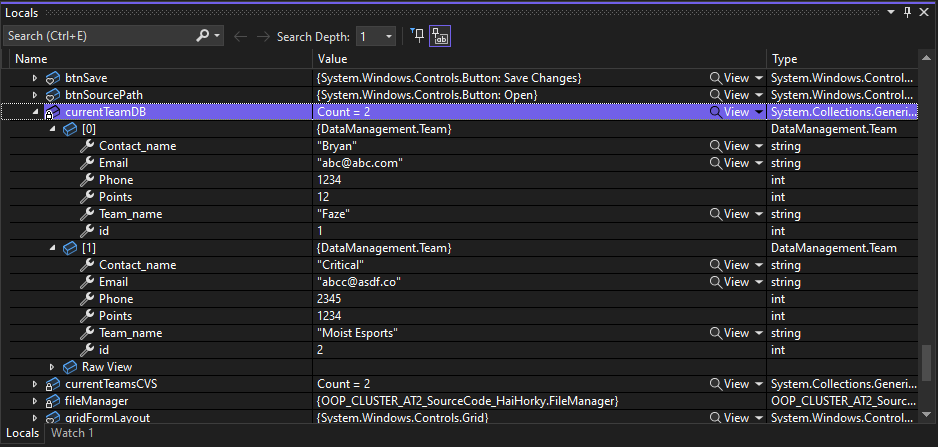 Locals
Search (Ctrl+E) Search Depth: 1
Name Value Type
btnSave {System.Windows.Controls.Button: Save Changes} View System.Windows.Control...
btnSourcePath {System.Windows.Controls.Button: Open} View System.Windows.Control...
currentTeamDB Count = 2 View System.Collections.Generi...
[0] {DataManagement.Team} DataManagement.Team
Contact_name "Bryan" View string
Email "abc@abc.com" View string
Phone 1234 int
Points 12 int
Team_name "Faze" View string
id 1 int
[1] {DataManagement.Team} DataManagement.Team
Contact_name "Critical" View string
Email "abcc@asdf.co" View string
Phone 2345 int
Points 1234 int
Team_name "Moist Esports" View string
id 2 int
Raw View
currentTeamsCVS Count = 2 View System.Collections.Generi...
fileManager {OOP_CLUSTER_AT2_SourceCode_HaiHorky.FileManager} OOP_CLUSTER_AT2_Sourc...
gridFormLayout {System.Windows.Controls.Grid} View System.Windows.Control...
Locals Watch 1